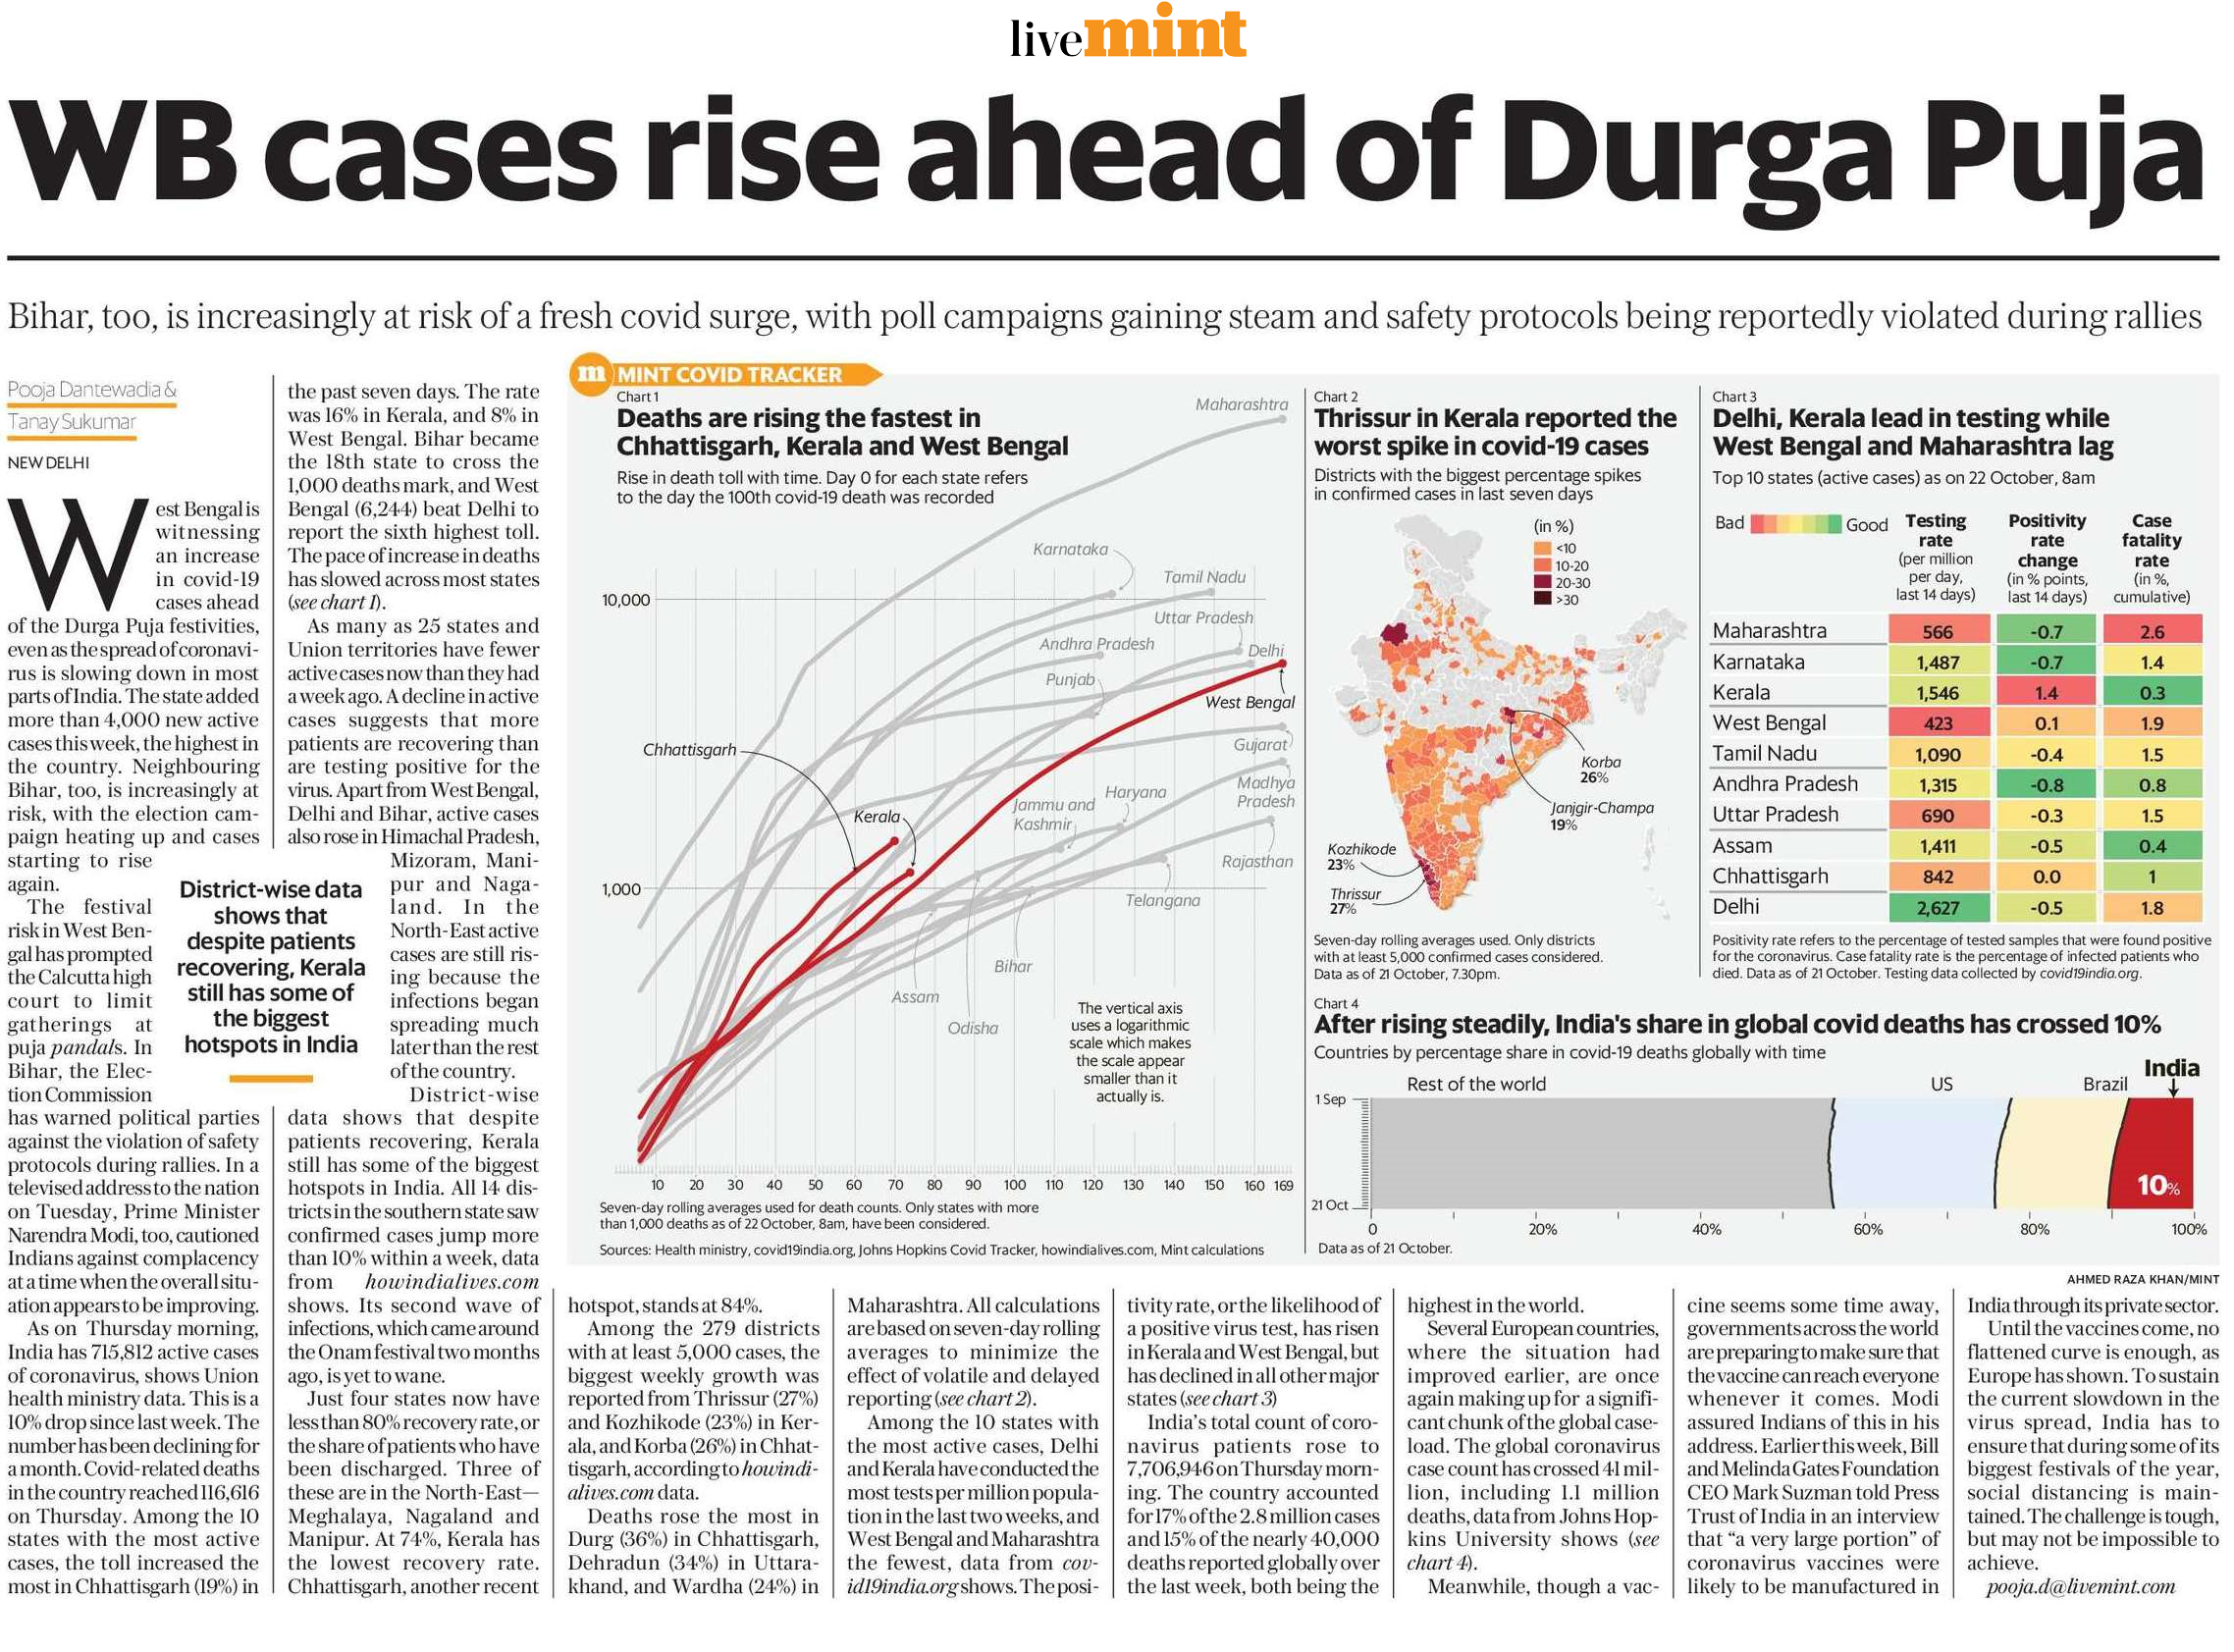 livemint
WB cases rise ahead of Durga Puja
Bihar, too, is increasingly at risk of a fresh covid surge, with poll campaigns gaining steam and safety protocols being reportedly violated during rallies
Pooja Dantewadia &
Tanay Sukumar
NEW DELHI
West Bengal is
witnessing
an increase
in covid-19
cases ahead
of the Durga Puja festivities,
even as the spread of coronavi-
rus is slowing down in most
parts of India. The state added
more than 4,000 new active
cases this week, the highest in
the country. Neighbouring
Bihar, too, is increasingly at
risk, with the election cam-
paign heating up and cases
starting to rise
again.
The festival
risk in West Ben-
gal has prompted
the Calcutta high
court to limit
gatherings at
puja pandals. In
Bihar, the Elec-
tion Commission
has warned political parties
against the violation of safety
protocols during rallies. In a
televised address to the nation
on Tuesday, Prime Minister
Narendra Modi, too, cautioned
Indians against complacency
at a time when the overall situ-
ation appears to be improving.
As on Thursday morning,
India has 715,812 active cases
of coronavirus, shows Union
health ministry data. This is a
10% drop since last week. The
number has been declining for
a month. Covid-related deaths
in the country reached 116,616
on Thursday. Among the 10
states with the most active
cases, the toll increased the
most in Chhattisgarh (19%) in
the past seven days. The rate
was 16% in Kerala, and 8% in
West Bengal. Bihar became
the 18th state to cross the
1,000 deaths mark, and West
Bengal (6,244) beat Delhi to
report the sixth highest toll.
The pace of increase in deaths
has slowed across most states
(see chart 1).
As many as 25 states and
Union territories have fewer
active cases now than they had
a week ago. A decline in active
cases suggests that more
patients are recovering than
are testing positive for the
virus. Apart from West Bengal,
Delhi and Bihar, active cases
also rose in Himachal Pradesh,
Mizoram, Mani-
pur and Naga-
land. In the
North-East active
cases are still ris-
ing because the
infections began
spreading much
later than the rest
of the country.
District-wise
data shows that despite
patients recovering, Kerala
still has some of the biggest
hotspots in India. All 14 dis-
tricts in the southern state saw
confirmed cases jump more
than 10% within a week, data
from howindialives.com
shows. Its second wave of
infections, which came around
the Onam festival two months
ago, is yet to wane.
Just four states now have
less than 80% recovery rate, or
the share of patients who have
been discharged. Three of
these are in the North-East—
Meghalaya, Nagaland and
Manipur. At 74%, Kerala has
the lowest recovery rate.
Chhattisgarh, another recent
District-wise data
shows that
despite patients
recovering, Kerala
still has some of
the biggest
hotspots in India
m MINT COVID TRACKER
Chart 1
Deaths are rising the fastest in
Chhattisgarh, Kerala and West Bengal
Rise in death toll with time. Day 0 for each state refers
to the day the 100th covid-19 death was recorded
Maharashtra
Karnataka
Tamil Nadu
10,000
Uttar Pradesh
Andhra Pradesh
Delhi
Punjab
West Bengal
Gujarat
Chhattisgarh
Madhya
Pradesh
Haryana
Jammu and
Kashmir
Kerala
Rajasthan
1,000
Telangana
Bihar
Assam
Odisha
The vertical axis
uses a logarithmic
scale which makes
the scale appear
smaller than it
actually is.
10 20 30 40 50 60 70 80 90 100 110 120 130 140 150 160 169
Seven-day rolling averages used for death counts. Only states with more
than 1,000 deaths as of 22 October, 8am, have been considered.
Sources: Health ministry, covid19india.org, Johns Hopkins Covid Tracker, howindialives.com, Mint calculations
Chart 2
Thrissur in Kerala reported the
worst spike in covid-19 cases
Districts with the biggest percentage spikes
in confirmed cases in last seven days
(in %)
<10
10-20
20-30
>30
Korba
26%
Janjgir-Champa
19%
Kozhikode
23%
Thrissur
27%
Seven-day rolling averages used. Only districts
with at least 5,000 confirmed cases considered.
Data as of 21 October, 7.30pm.
Chart 3
Delhi, Kerala lead in testing while
West Bengal and Maharashtra lag
Top 10 states (active cases) as on 22 October, 8am
Bad Good
Testing
rate
(per million
per day,
last 14 days)
Positivity
rate
change
(in % points,
last 14 days)
Case
fatality
rate
(in %,
cumulative)
Maharashtra 566 -0.7 2.6
Karnataka 1,487 -0.7 1.4
Kerala 1,546 1.4 0.3
West Bengal 423 0.1 1.9
Tamil Nadu 1,090 -0.4 1.5
Andhra Pradesh 1,315 -0.8 0.8
Uttar Pradesh 690 -0.3 1.5
Assam 1,411 -0.5 0.4
Chhattisgarh 842 0.0 1
Delhi 2,627 -0.5 1.8
Positivity rate refers to the percentage of tested samples that were found positive
for the coronavirus. Case fatality rate is the percentage of infected patients who
died. Data as of 21 October. Testing data collected by covid19india.org.
Chart 4
After rising steadily, India's share in global covid deaths has crossed 10%
Countries by percentage share in covid-19 deaths globally with time
Rest of the world US Brazil India
1 Sep
10%
21 Oct
0 20% 40% 60% 80% 100%
Data as of 21 October.
AHMED RAZA KHAN/MINT
hotspot, stands at 84%.
Among the 279 districts
with at least 5,000 cases, the
biggest weekly growth was
reported from Thrissur (27%)
and Kozhikode (23%) in Ker-
ala, and Korba (26%) in Chhat-
tisgarh, according to howindi-
alives.com data.
Deaths rose the most in
Durg (36%) in Chhattisgarh,
Dehradun (34%) in Uttara-
khand, and Wardha (24%) in
Maharashtra. All calculations
are based on seven-day rolling
averages to minimize the
effect of volatile and delayed
reporting (see chart 2).
Among the 10 states with
the most active cases, Delhi
and Kerala have conducted the
most tests per million popula-
tion in the last two weeks, and
West Bengal and Maharashtra
the fewest, data from cov-
id19india.org shows. The posi-
tivity rate, or the likelihood of
a positive virus test, has risen
in Kerala and West Bengal, but
has declined in all other major
states (see chart 3)
India's total count of coro-
navirus patients rose to
7,706,946 on Thursday morn-
ing. The country accounted
for 17% of the 2.8 million cases
and 15% of the nearly 40,000
deaths reported globally over
the last week, both being the
highest in the world.
Several European countries,
where the situation had
improved earlier, are once
again making up for a signifi-
cant chunk of the global case-
load. The global coronavirus
case count has crossed 41 mil-
lion, including 1.1 million
deaths, data from Johns Hop-
kins University shows (see
chart 4).
Meanwhile, though a vac-
cine seems some time away,
governments across the world
are preparing to make sure that
the vaccine can reach everyone
whenever it comes. Modi
assured Indians of this in his
address. Earlier this week, Bill
and Melinda Gates Foundation
CEO Mark Suzman told Press
Trust of India in an interview
that “a very large portion” of
coronavirus vaccines were
likely to be manufactured in
India through its private sector.
Until the vaccines come, no
flattened curve is enough, as
Europe has shown. To sustain
the current slowdown in the
virus spread, India has to
ensure that during some of its
biggest festivals of the year,
social distancing is main-
tained. The challenge is tough,
but may not be impossible to
achieve.
pooja.d@livemint.com